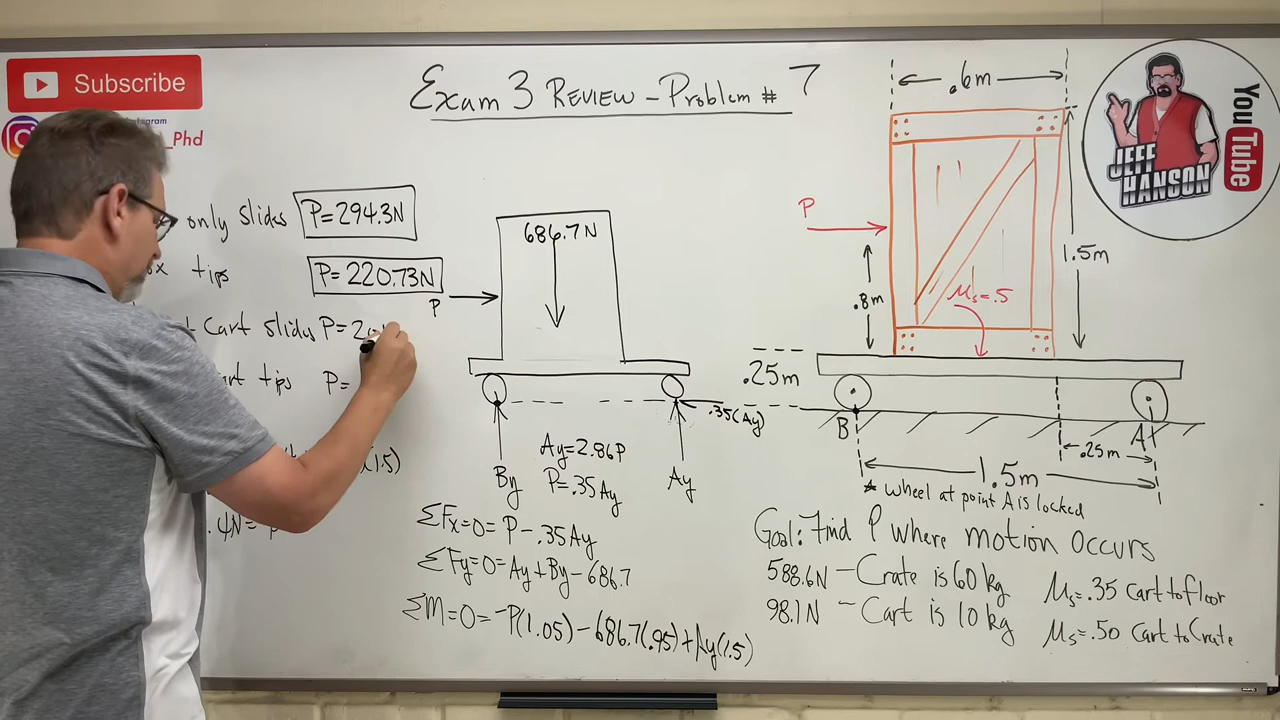 Subscribe
_Phd
Exam 3 REVIEW - Problem # 7
only slides P=294.3N
tips P=220.73N
Cart slids P=
tips P=
(1.5)
P
686.7N
.35(Ay)
By
Ay
Ay=2.86P
P=.35Ay
ΣFx=0=P-.35Ay
ΣFy=0=Ay+By-686.7
ΣM=0=-P(1.05)-686.7(.95)+Ay(1.5)
.6m
P
.8m
1.5m
μs=.5
.25m
B
A
.25m
1.5m
* wheel at point A is locked
Goal: Find P where motion occurs
588.6N - Crate is 60 kg
98.1N - Cart is 10 kg
μs=.35 Cart to floor
μs=.50 Cart to Crate
JEFF
HANSON
YouTube